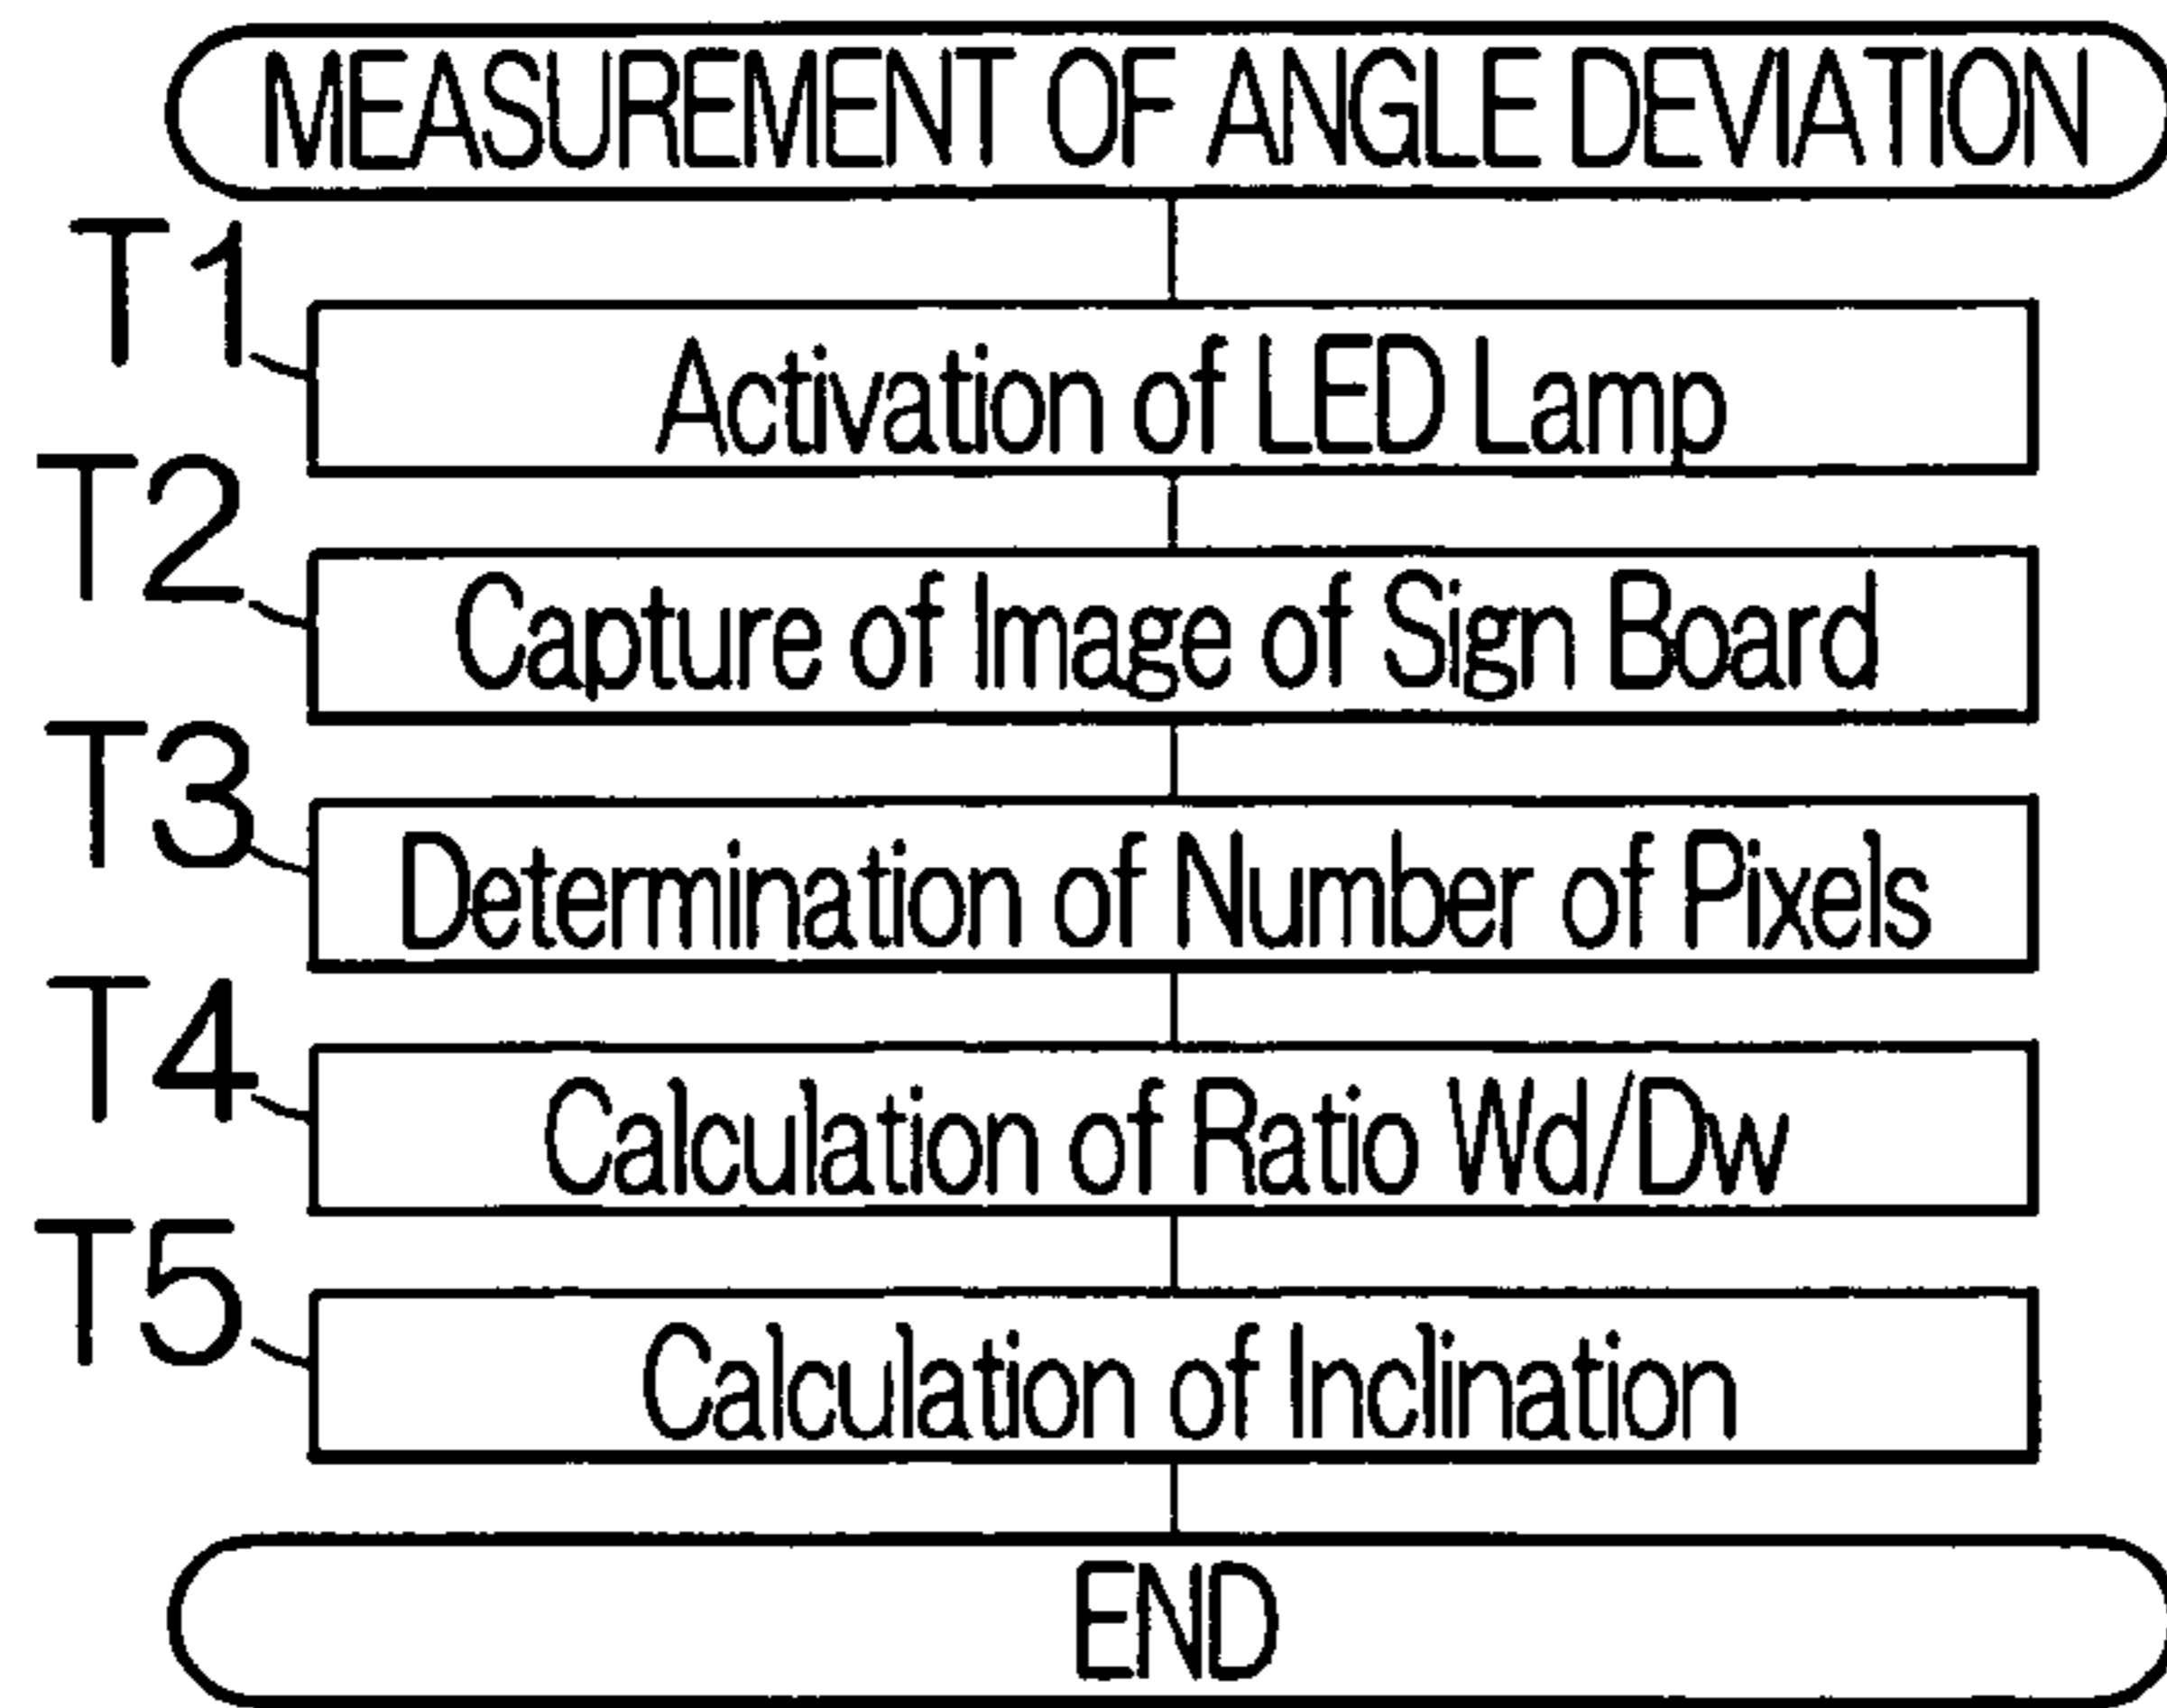 MEASUREMENT OF ANGLE DEVIATION
T1
Activation of LED Lamp
T2
Capture of Image of Sign Board
T3
Determination of Number of Pixels
T4
Calculation of Ratio Wd/Dw
T5
Calculation of Inclination
END